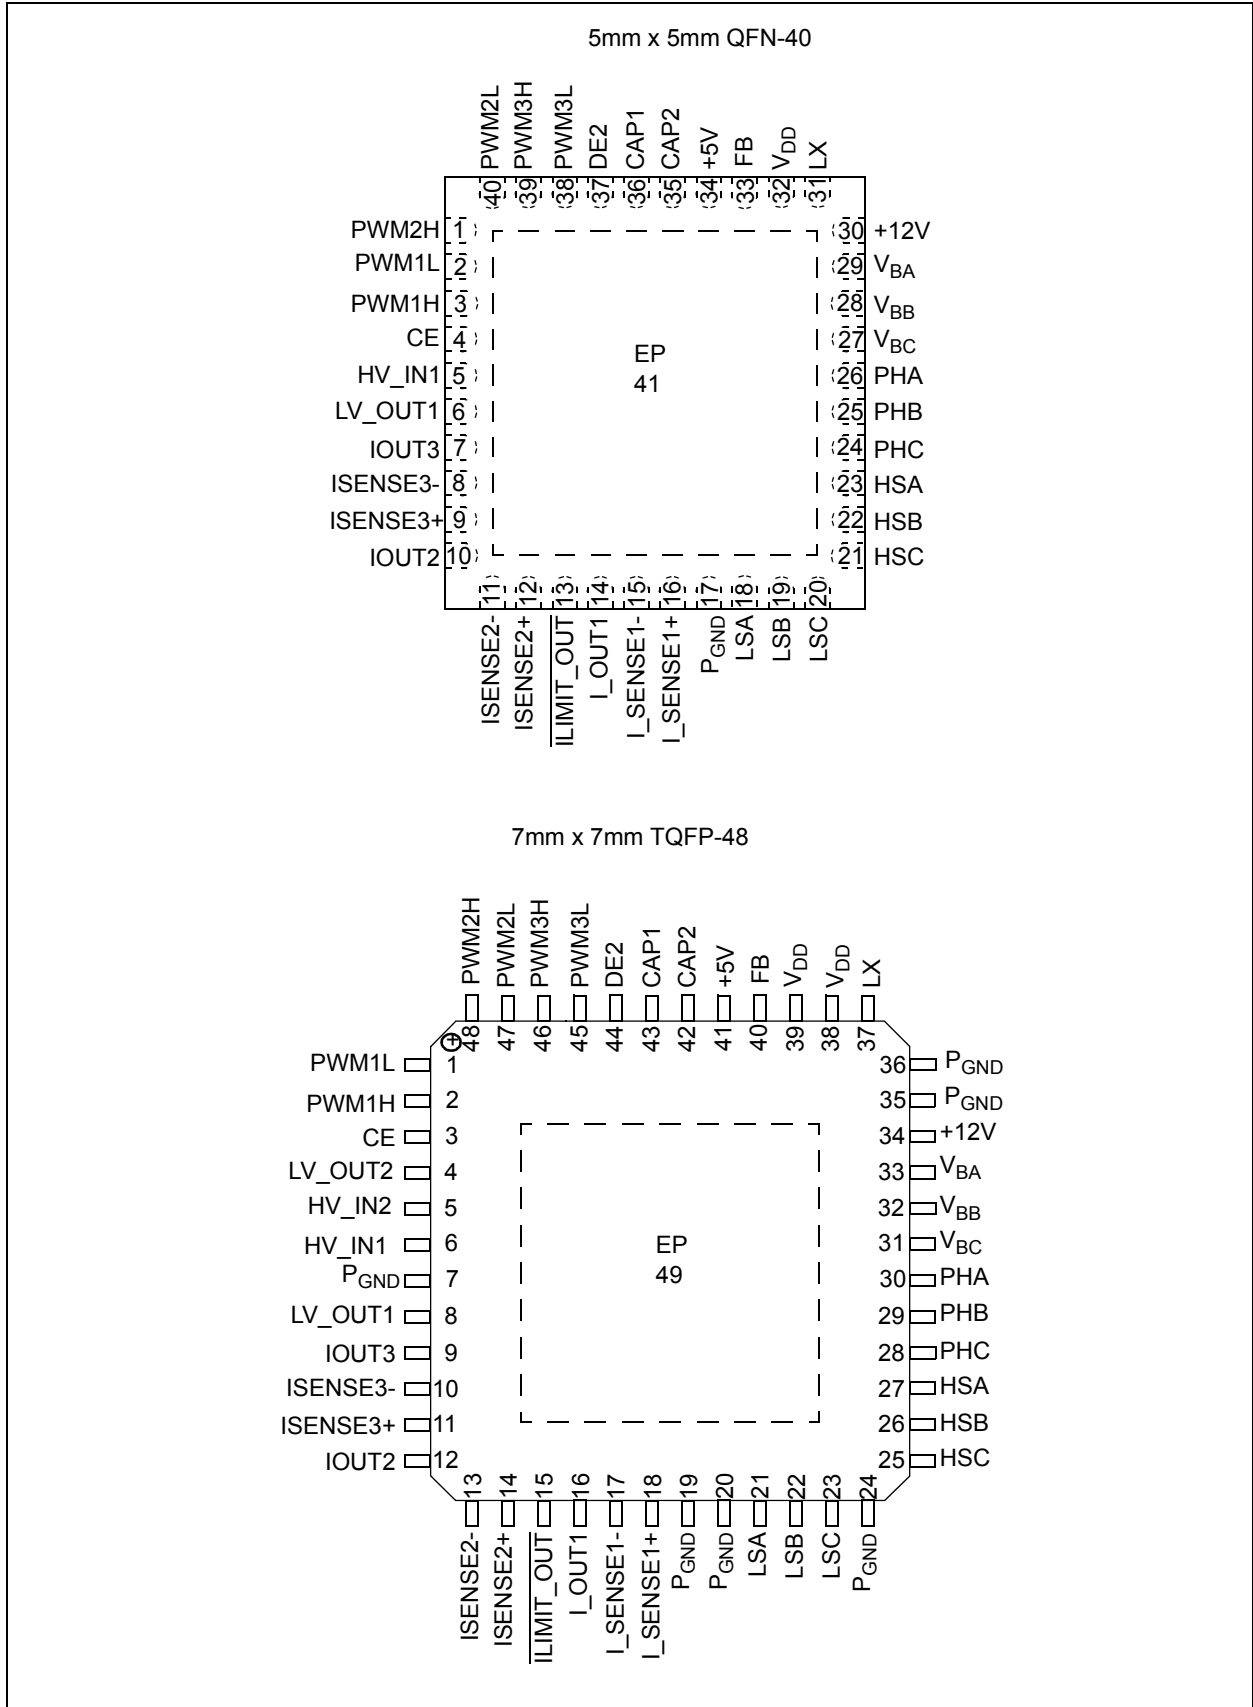 5mm x 5mm QFN-40
PWM2L
PWM3H
PWM3L
DE2
CAP1
CAP2
+5V
FB
VDD
LX
40
39
38
37
36
35
34
33
32
31
PWM2H 1
PWM1L 2
PWM1H 3
CE 4
HV_IN1 5
LV_OUT1 6
IOUT3 7
ISENSE3- 8
ISENSE3+ 9
IOUT2 10
EP
41
30 +12V
29 VBA
28 VBB
27 VBC
26 PHA
25 PHB
24 PHC
23 HSA
22 HSB
21 HSC
11
12
13
14
15
16
17
18
19
20
ISENSE2-
ISENSE2+
ILIMIT_OUT
I_OUT1
I_SENSE1-
I_SENSE1+
PGND
LSA
LSB
LSC
7mm x 7mm TQFP-48
PWM2H
PWM2L
PWM3H
PWM3L
DE2
CAP1
CAP2
+5V
FB
VDD
VDD
LX
48
47
46
45
44
43
42
41
40
39
38
37
PWM1L 1
PWM1H 2
CE 3
LV_OUT2 4
HV_IN2 5
HV_IN1 6
PGND 7
LV_OUT1 8
IOUT3 9
ISENSE3- 10
ISENSE3+ 11
IOUT2 12
EP
49
36 PGND
35 PGND
34 +12V
33 VBA
32 VBB
31 VBC
30 PHA
29 PHB
28 PHC
27 HSA
26 HSB
25 HSC
13
14
15
16
17
18
19
20
21
22
23
24
ISENSE2-
ISENSE2+
ILIMIT_OUT
I_OUT1
I_SENSE1-
I_SENSE1+
PGND
PGND
LSA
LSB
LSC
PGND